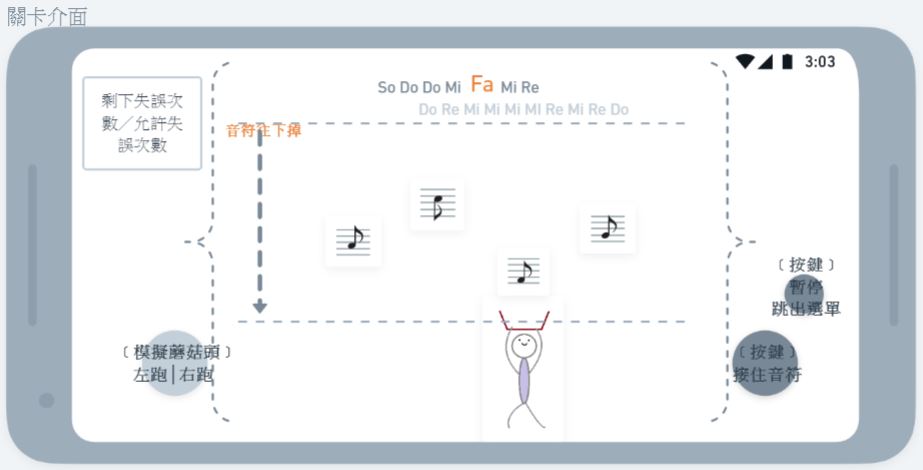 關卡介面
3:03
So Do Do Mi Fa Mi Re
Do Re Mi Mi Mi MI Re Mi Re Do
剩下失誤次
數／允許失
誤次數
音符往下掉
﹝按鍵﹞
暫停
跳出選單
﹝模擬蘑菇頭﹞
左跑│右跑
﹝按鍵﹞
接住音符